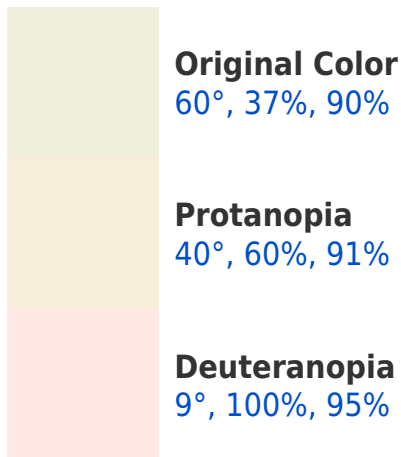 Original Color
60°, 37%, 90%
Protanopia
40°, 60%, 91%
Deuteranopia
9°, 100%, 95%